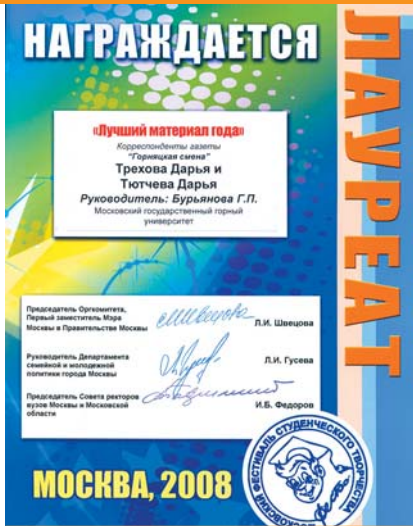 НАГРАЖДАЕТСЯ
ЛАУРЕАТ
«Лучший материал года»
Корреспонденты газеты
"Горняцкая смена"
Трехова Дарья и
Тютчева Дарья
Руководитель: Бурьянова Г.П.
Московский государственный горный
университет
Председатель Оргкомитета,
Первый заместитель Мэра
Москвы в Правительстве Москвы
Л.И. Швецова
Руководитель Департамента
семейной и молодежной
политики города Москвы
Л.И. Гусева
Председатель Совета ректоров
вузов Москвы и Московской
области
И.Б. Федоров
МОСКВА, 2008
ФЕСТИВАЛЬ СТУДЕНЧЕСКОГО ТВОРЧЕСТВА